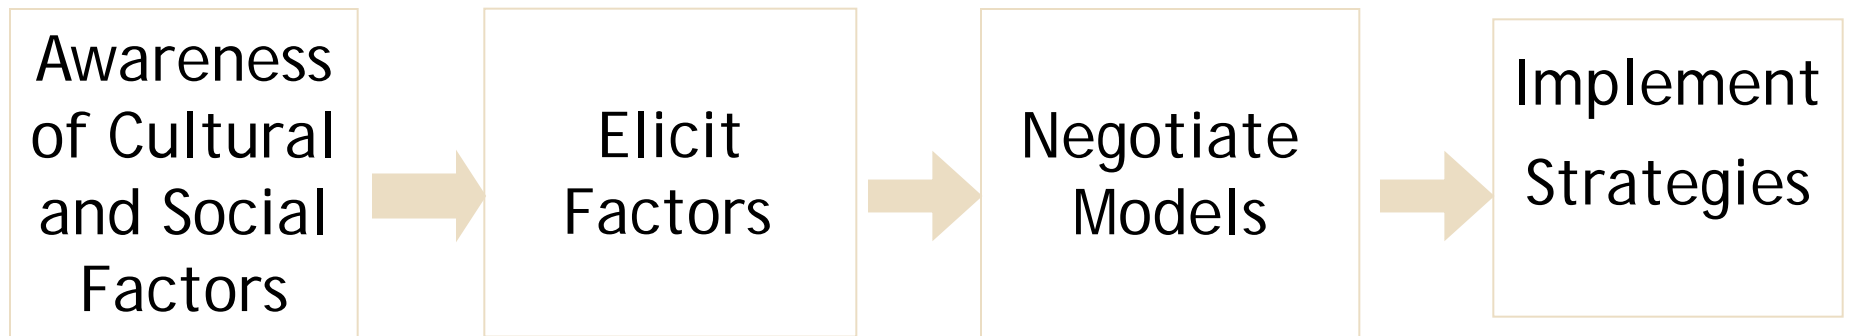 Awareness
of Cultural
and Social
Factors
Elicit
Factors
Negotiate
Models
Implement
Strategies